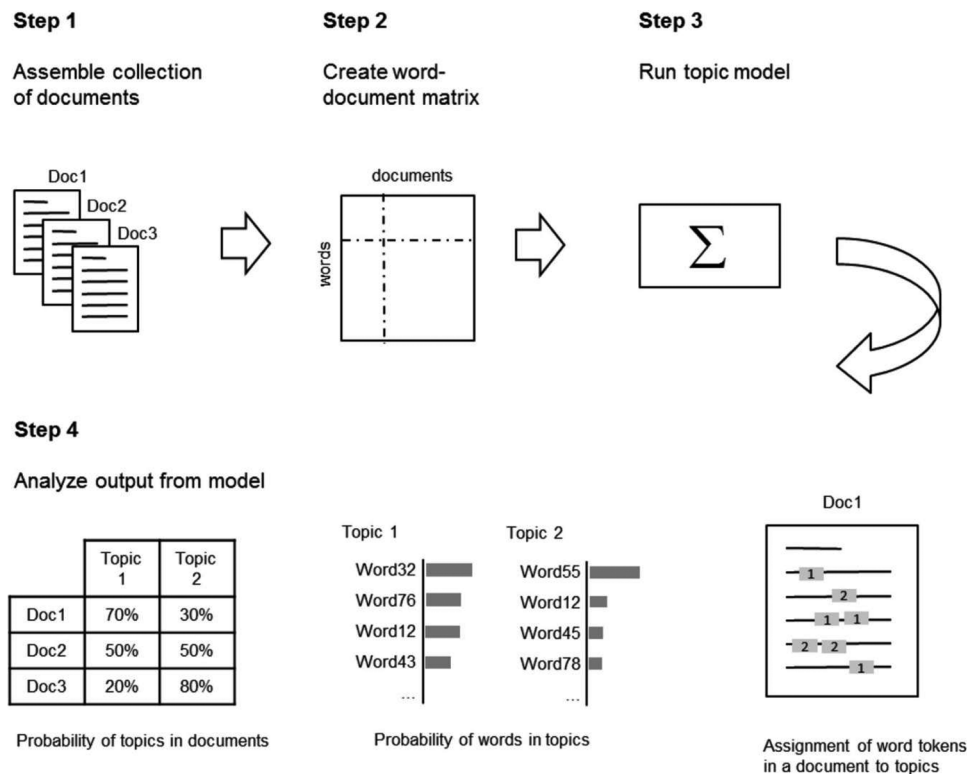 Step 1
Assemble collection
of documents
Step 2
Create word-
document matrix
Step 3
Run topic model
Doc1
Doc2
Doc3
documents
words
Σ
Step 4
Analyze output from model
Topic
1
Topic
2
Doc1 70% 30%
Doc2 50% 50%
Doc3 20% 80%
Probability of topics in documents
Topic 1
Word32
Word76
Word12
Word43
...
Topic 2
Word55
Word12
Word45
Word78
...
Probability of words in topics
Doc1
1
2
1 1
2 2
1
Assignment of word tokens
in a document to topics